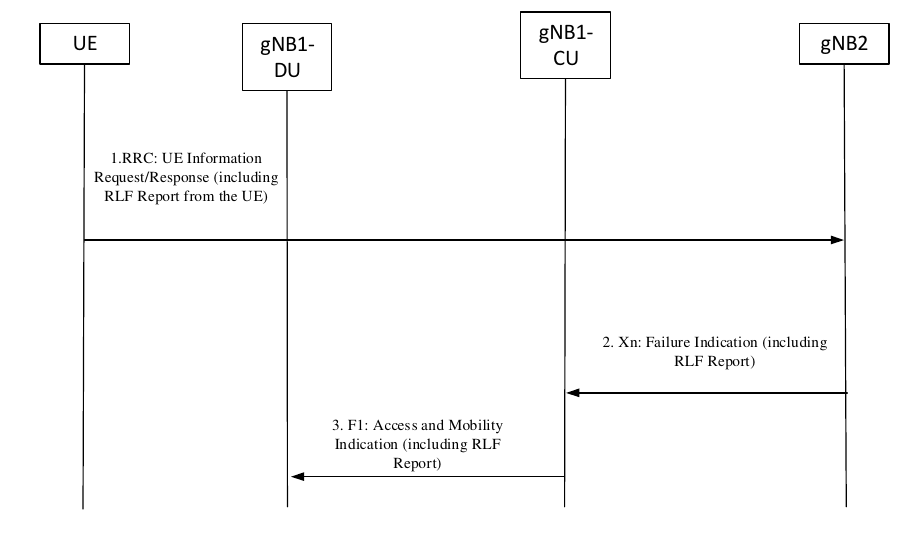 UE
gNB1-
DU
gNB1-
CU
gNB2
1.RRC: UE Information
Request/Response (including
RLF Report from the UE)
2. Xn: Failure Indication (including
RLF Report)
3. F1: Access and Mobility
Indication (including RLF
Report)